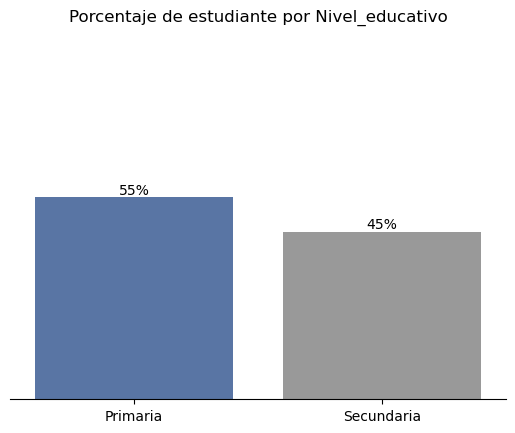 Porcentaje de estudiante por Nivel_educativo
55%
45%
Primaria
Secundaria